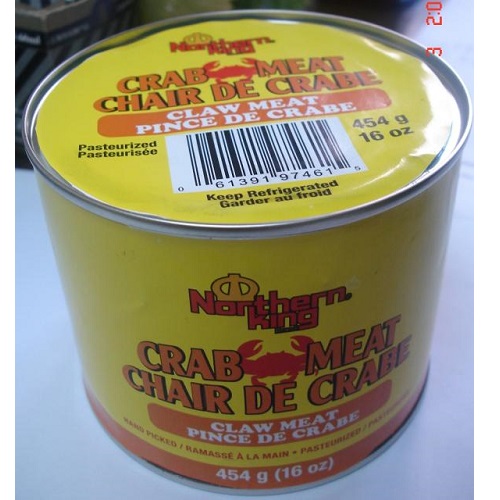 Northern
king
CRAB MEAT
CHAIR DE CRABE
CLAW MEAT
PINCE DE CRABE
454 g
16 oz
Pasteurized
Pasteurisée
0 61391 97461 5
Keep Refrigerated
Garder au froid
Northern
king
CRAB MEAT
CHAIR DE CRABE
CLAW MEAT
PINCE DE CRABE
HAND PICKED / RAMASSÉ À LA MAIN • PASTEURIZED /
454 g (16 oz)